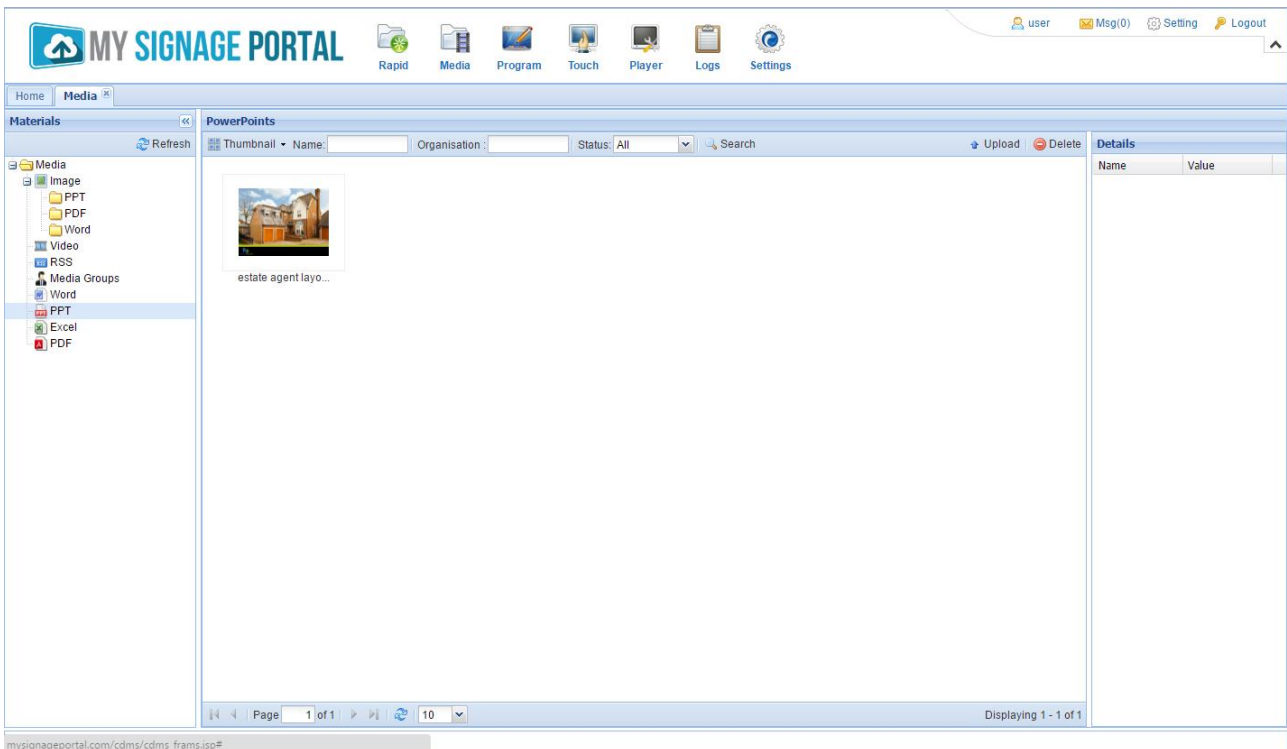 user Msg(0) Setting Logout
MY SIGNAGE PORTAL
Rapid Media Program Touch Player Logs Settings
Home Media
Materials
Refresh
Media
Image
PPT
PDF
Word
Video
RSS
Media Groups
Word
PPT
Excel
PDF
PowerPoints
Thumbnail Name: Organisation : Status: All Search Upload Delete
estate agent layo...
Details
Name Value
Page 1 of 1 10 Displaying 1 - 1 of 1
mysignageportal.com/cdms/cdms_frams.jsp#